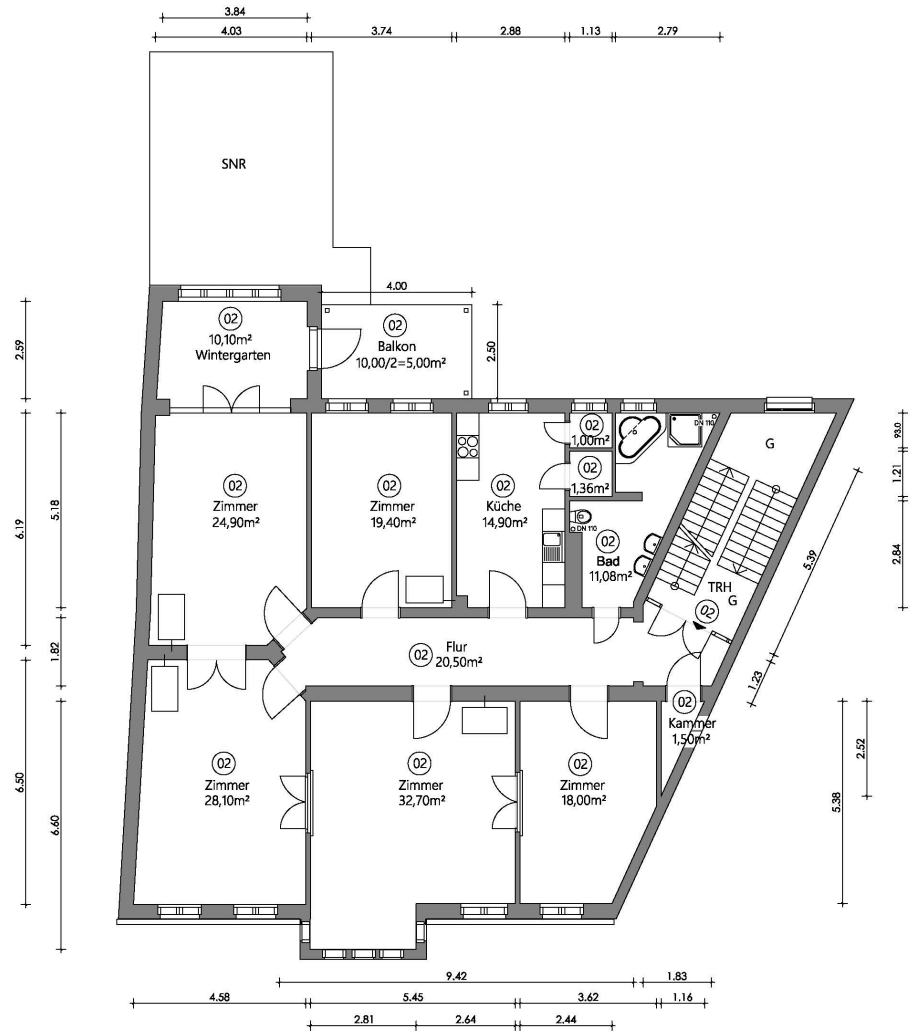 3.84
4.03
3.74
2.88
1.13
2.79
SNR
4.00
02
10,10m²
Wintergarten
02
Balkon
10,00/2=5,00m²
2.59
2.50
02
1,00m²
DN 110
G
93.0
02
1,36m²
1.21
02
Zimmer
24,90m²
02
Zimmer
19,40m²
02
Küche
14,90m²
DN 110
02
Bad
11,08m²
6.19
5.18
5.39
2.84
TRH
G
02
1.82
02
Flur
20,50m²
1.23
02
Kammer
1,50m²
2.52
02
Zimmer
28,10m²
02
Zimmer
32,70m²
02
Zimmer
18,00m²
6.50
6.60
5.38
9.42
1.83
4.58
5.45
3.62
1.16
2.81
2.64
2.44